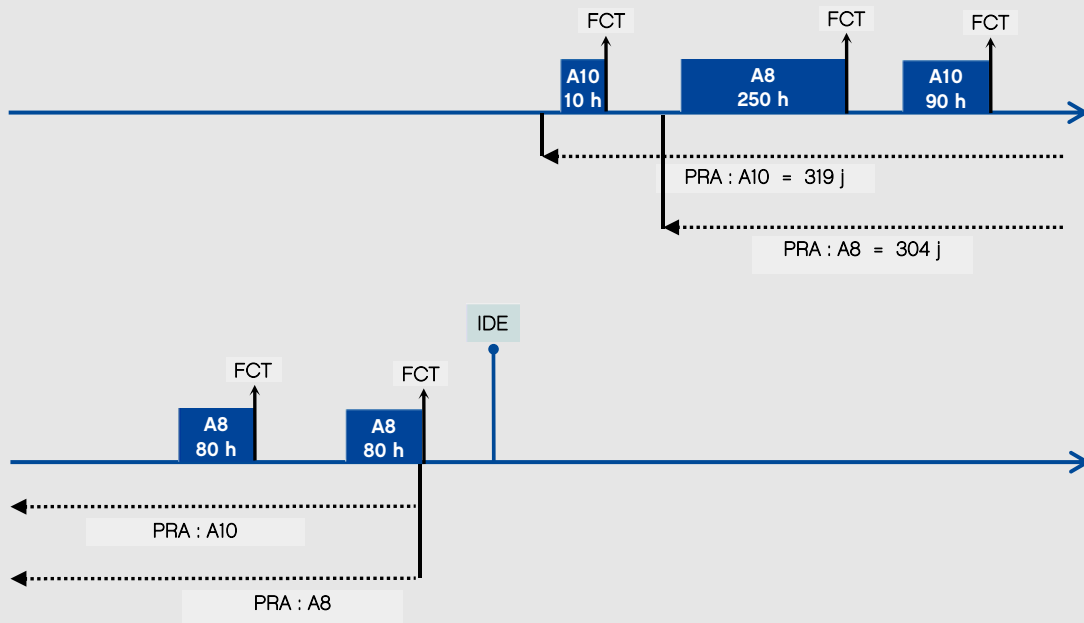 FCT
FCT
FCT
A10
10 h
A8
250 h
A10
90 h
PRA : A10 = 319 j
PRA : A8 = 304 j
IDE
FCT
FCT
A8
80 h
A8
80 h
PRA : A10
PRA : A8